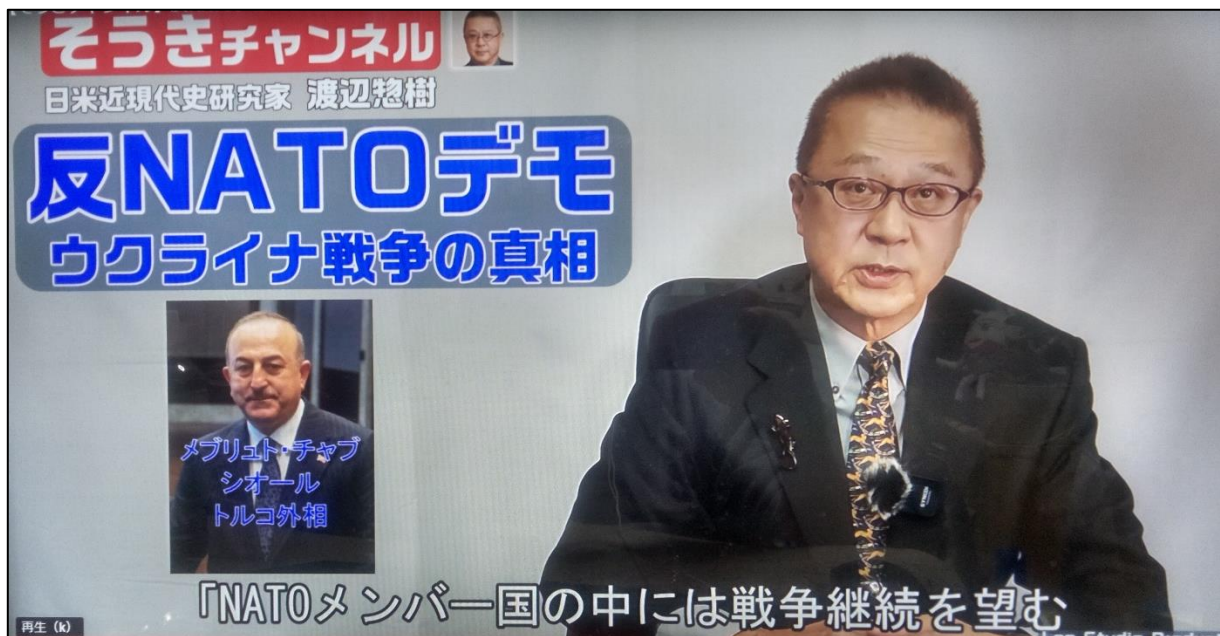 そうきチャンネル
日米近現代史研究家 渡辺惣樹
反NATOデモ
ウクライナ戦争の真相
メブリュト・チャブ
シオール
トルコ外相
「NATOメンバー国の中には戦争継続を望む
再生 (k)